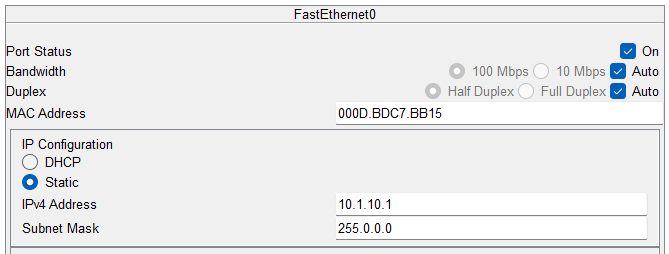 FastEthernet0
Port Status On
Bandwidth 100 Mbps 10 Mbps Auto
Duplex Half Duplex Full Duplex Auto
MAC Address 000D.BDC7.BB15
IP Configuration
DHCP
Static
IPv4 Address 10.1.10.1
Subnet Mask 255.0.0.0